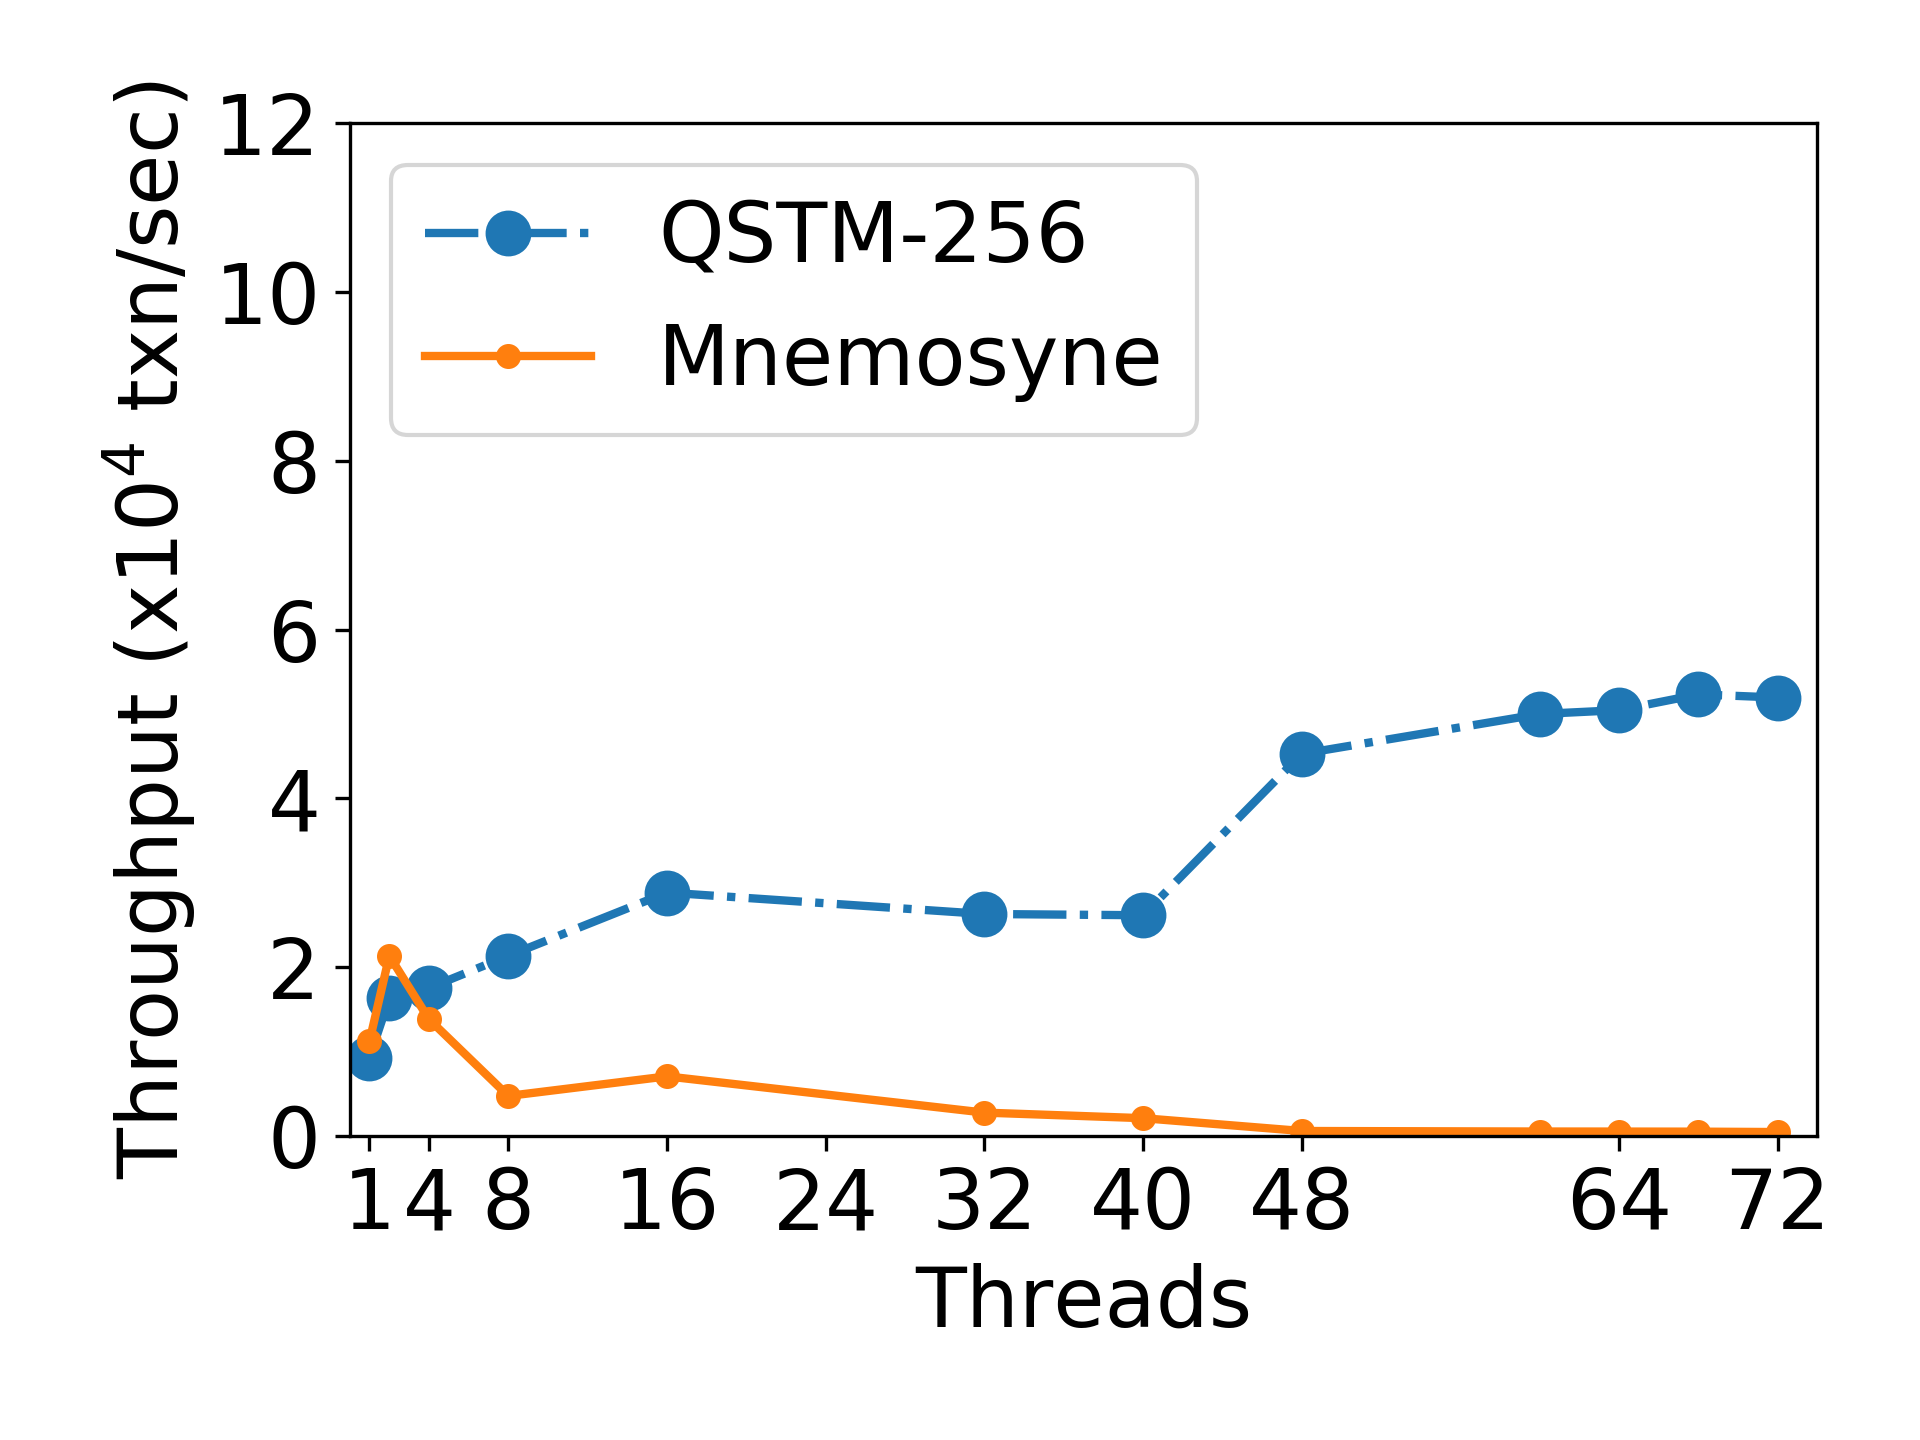 Throughput (x10⁴ txn/sec)
12
10
8
6
4
2
0
QSTM-256
Mnemosyne
1 4 8 16 24 32 40 48 64 72
Threads